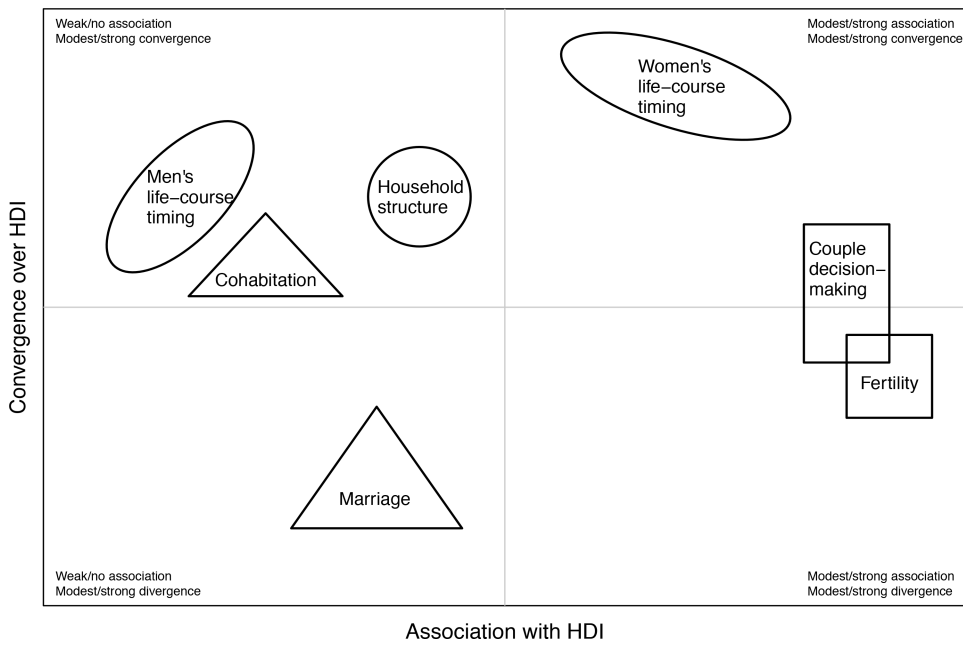 Weak/no association
Modest/strong convergence
Modest/strong association
Modest/strong convergence
Women's
life−course
timing
Men's
life−course
timing
Household
structure
Cohabitation
Couple
decision−
making
Fertility
Marriage
Weak/no association
Modest/strong divergence
Modest/strong association
Modest/strong divergence
Convergence over HDI
Association with HDI